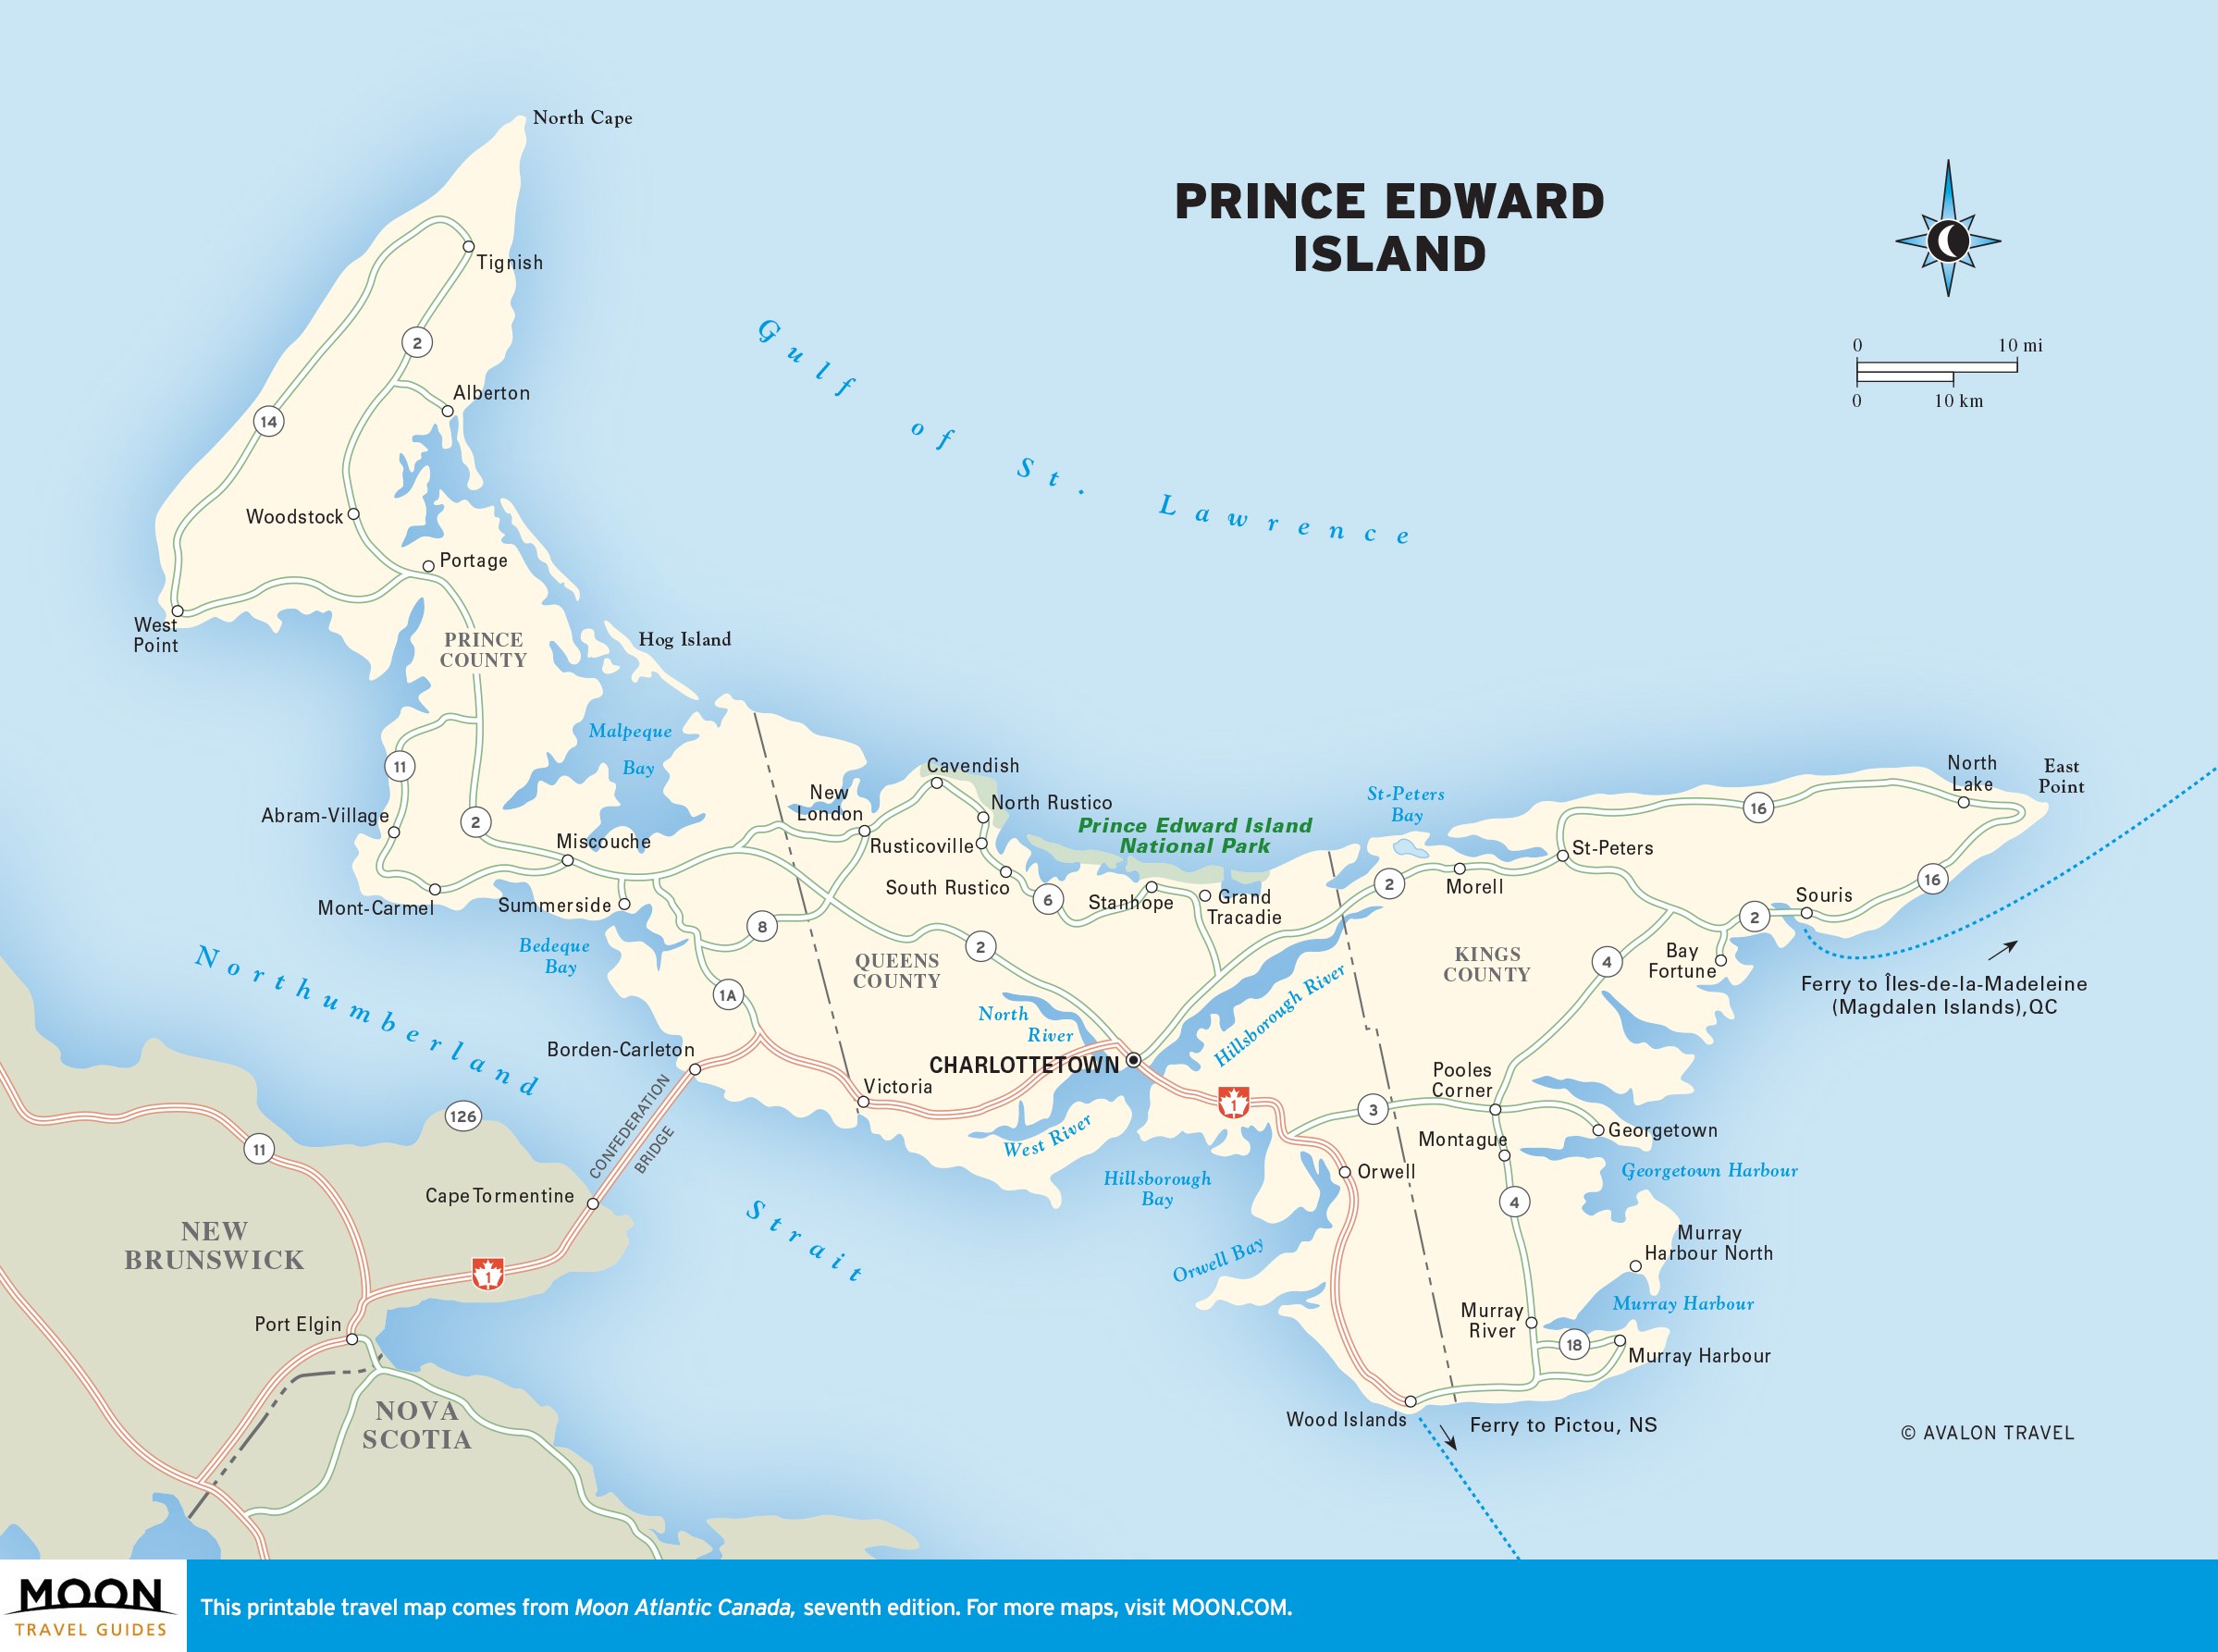 North Cape
PRINCE EDWARD
ISLAND
Tignish
Gulf of St. Lawrence
0
10 mi
0
10 km
2
Alberton
14
Woodstock
Portage
West
Point
PRINCE
COUNTY
Hog Island
Malpeque
Bay
11
Abram-Village
2
Miscouche
Mont-Carmel
Summerside
Bedeque
Bay
New
London
Cavendish
North Rustico
Rusticoville
South Rustico
Prince Edward Island
National Park
6
Stanhope
Grand
Tracadie
St-Peters
Bay
2
Morell
St-Peters
16
North
Lake
East
Point
16
Souris
2
Bay
Fortune
Ferry to Îles-de-la-Madeleine
(Magdalen Islands),QC
8
1A
QUEENS
COUNTY
2
North
River
Hillsborough River
KINGS
COUNTY
4
Northumberland
Strait
Borden-Carleton
CONFEDERATION
BRIDGE
Victoria
CHARLOTTETOWN
1
West River
Hillsborough
Bay
3
Pooles
Corner
Georgetown
Montague
Georgetown Harbour
Orwell
4
Orwell Bay
Murray
Harbour North
Murray Harbour
Murray
River
18
Murray Harbour
Wood Islands
Ferry to Pictou, NS
126
11
Cape Tormentine
NEW
BRUNSWICK
1
Port Elgin
NOVA
SCOTIA
© AVALON TRAVEL
MOON
TRAVEL GUIDES
This printable travel map comes from Moon Atlantic Canada, seventh edition. For more maps, visit MOON.COM.